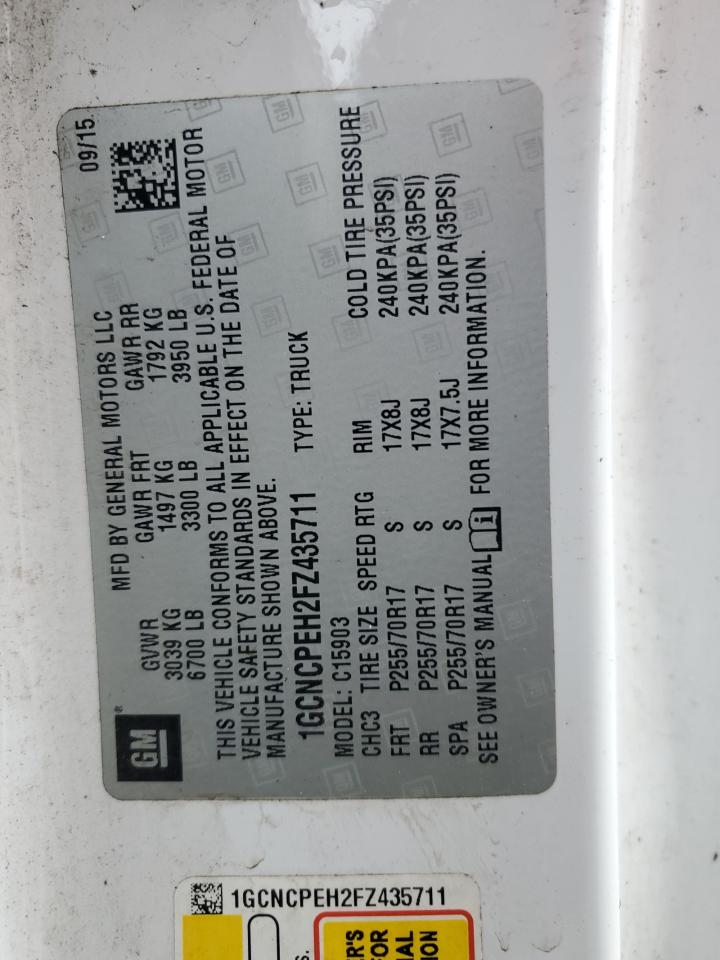 GM
MFD BY GENERAL MOTORS LLC 09/15
GVWR GAWR FRT GAWR RR
3039 KG 1497 KG 1792 KG
6700 LB 3300 LB 3950 LB
THIS VEHICLE CONFORMS TO ALL APPLICABLE U.S. FEDERAL MOTOR
VEHICLE SAFETY STANDARDS IN EFFECT ON THE DATE OF
MANUFACTURE SHOWN ABOVE.
1GCNCPEH2FZ435711 TYPE: TRUCK
MODEL: C15903
CHC3 TIRE SIZE SPEED RTG RIM COLD TIRE PRESSURE
FRT P255/70R17 S 17X8J 240KPA(35PSI)
RR P255/70R17 S 17X8J 240KPA(35PSI)
SPA P255/70R17 S 17X7.5J 240KPA(35PSI)
SEE OWNER'S MANUAL i FOR MORE INFORMATION.
1GCNCPEH2FZ435711